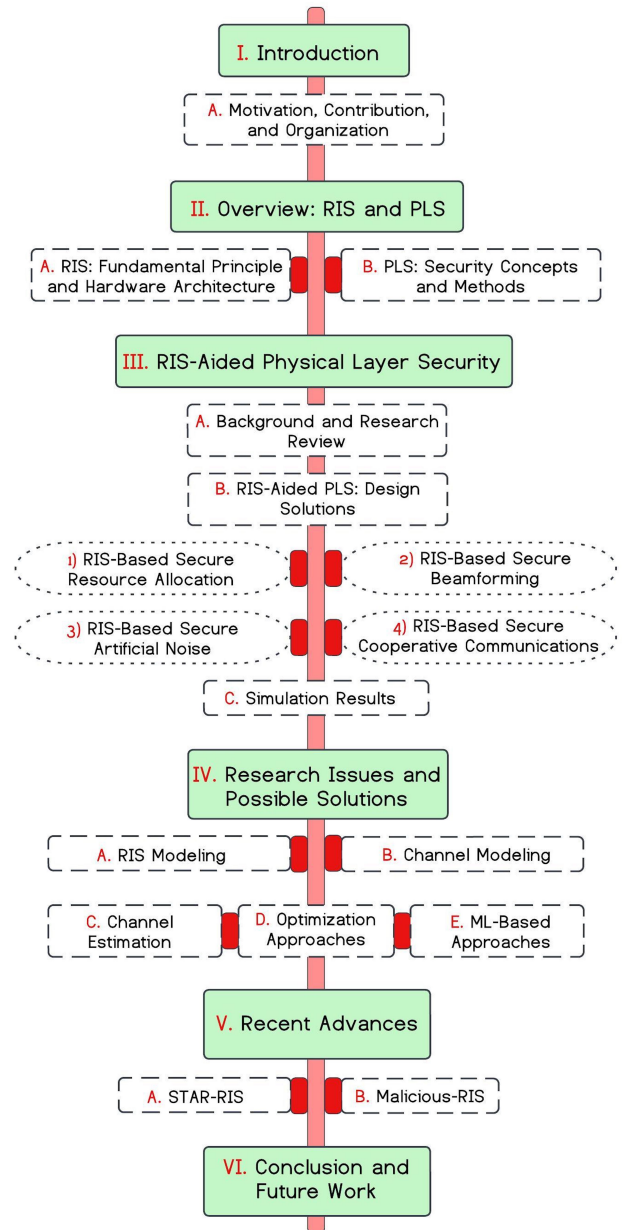 I. Introduction
A. Motivation, Contribution,
and Organization
II. Overview: RIS and PLS
A. RIS: Fundamental Principle
and Hardware Architecture
B. PLS: Security Concepts
and Methods
III. RIS-Aided Physical Layer Security
A. Background and Research
Review
B. RIS-Aided PLS: Design
Solutions
1) RIS-Based Secure
Resource Allocation
2) RIS-Based Secure
Beamforming
3) RIS-Based Secure
Artificial Noise
4) RIS-Based Secure
Cooperative Communications
C. Simulation Results
IV. Research Issues and
Possible Solutions
A. RIS Modeling
B. Channel Modeling
C. Channel
Estimation
D. Optimization
Approaches
E. ML-Based
Approaches
V. Recent Advances
A. STAR-RIS
B. Malicious-RIS
VI. Conclusion and
Future Work